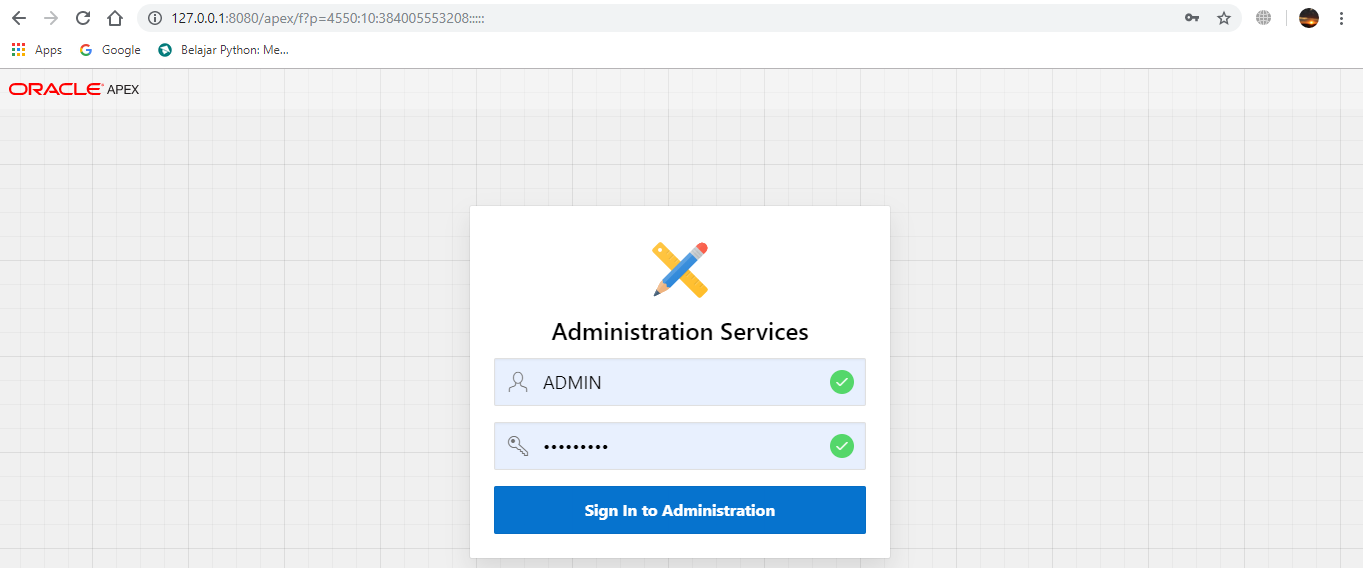 127.0.0.1:8080/apex/f?p=4550:10:384005553208:::::
Apps Google Belajar Python: Me...
ORACLE APEX
Administration Services
ADMIN
•••••••••
Sign In to Administration